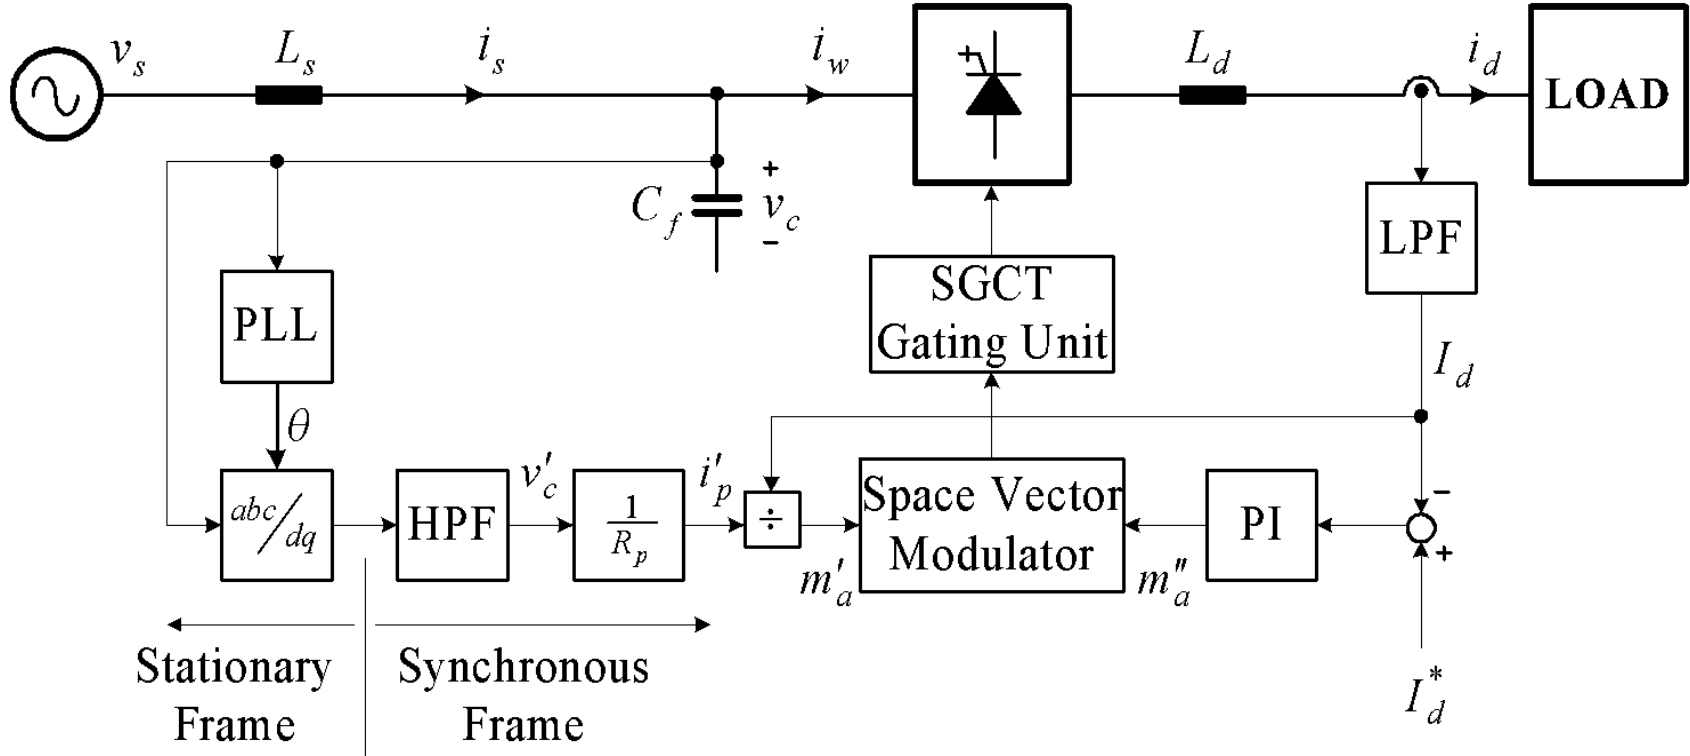 v_s
L_s
i_s
i_w
L_d
i_d
LOAD
C_f
+
v_c
−
LPF
SGCT
Gating Unit
PLL
I_d
θ
abc/dq
HPF
v'_c
1/R_p
i'_p
÷
m'_a
Space Vector
Modulator
m''_a
PI
−
+
Stationary
Frame
Synchronous
Frame
I_d^*